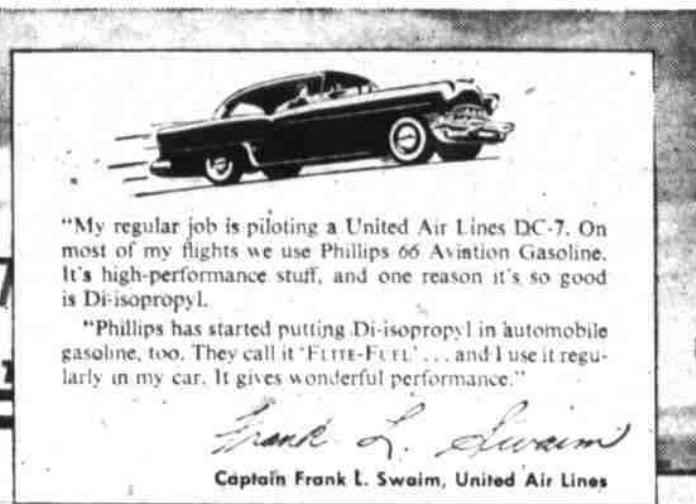 "My regular job is piloting a United Air Lines DC-7. On
most of my flights we use Phillips 66 Aviation Gasoline.
It's high-performance stuff, and one reason it's so good
is Di-isopropyl.
"Phillips has started putting Di-isopropyl in automobile
gasoline, too. They call it 'FLITE-FUEL' ... and I use it regu-
larly in my car. It gives wonderful performance."
Frank L. Swaim
Captain Frank L. Swaim, United Air Lines